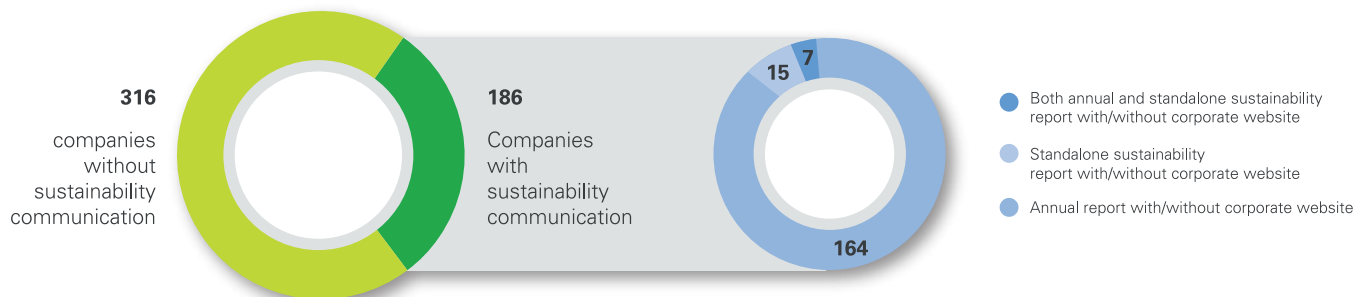 316
companies
without
sustainability
communication
186
Companies
with
sustainability
communication
15
7
164
Both annual and standalone sustainability
report with/without corporate website
Standalone sustainability
report with/without corporate website
Annual report with/without corporate website